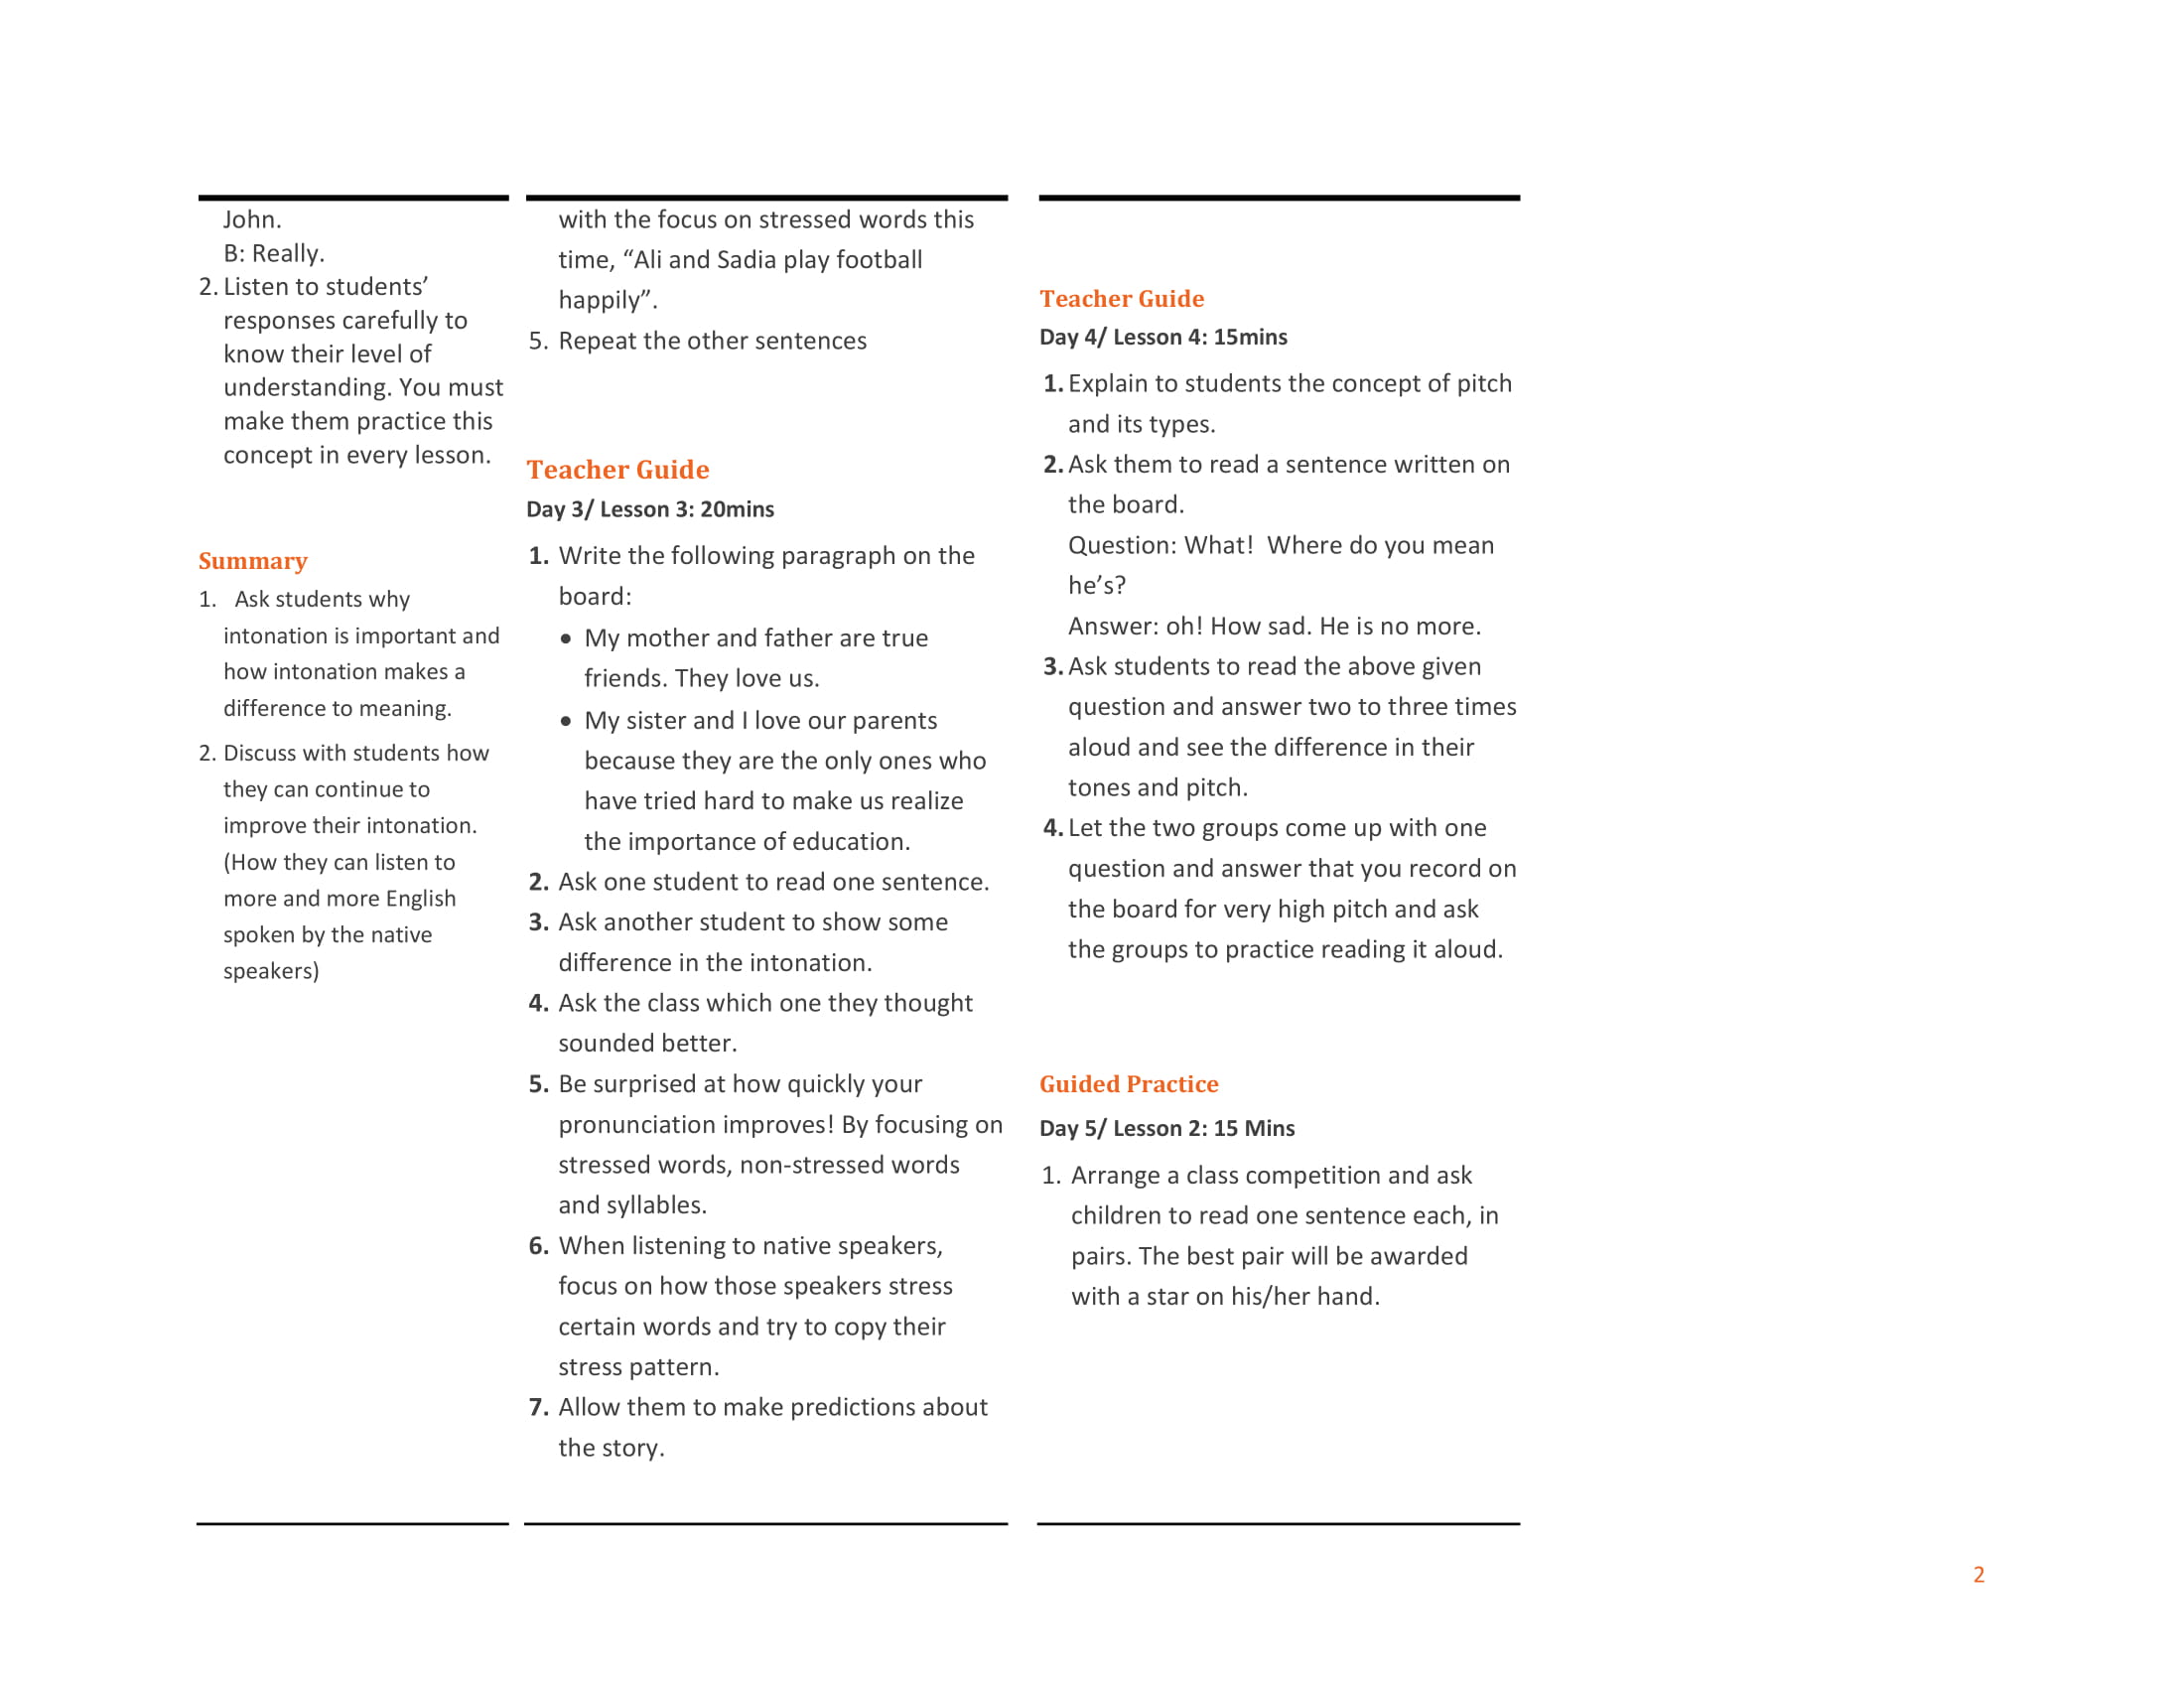 John.
B: Really.
2. Listen to students’
responses carefully to
know their level of
understanding. You must
make them practice this
concept in every lesson.
Summary
1. Ask students why
intonation is important and
how intonation makes a
difference to meaning.
2. Discuss with students how
they can continue to
improve their intonation.
(How they can listen to
more and more English
spoken by the native
speakers)
with the focus on stressed words this
time, “Ali and Sadia play football
happily”.
5. Repeat the other sentences
Teacher Guide
Day 3/ Lesson 3: 20mins
1. Write the following paragraph on the
board:
• My mother and father are true
friends. They love us.
• My sister and I love our parents
because they are the only ones who
have tried hard to make us realize
the importance of education.
2. Ask one student to read one sentence.
3. Ask another student to show some
difference in the intonation.
4. Ask the class which one they thought
sounded better.
5. Be surprised at how quickly your
pronunciation improves! By focusing on
stressed words, non-stressed words
and syllables.
6. When listening to native speakers,
focus on how those speakers stress
certain words and try to copy their
stress pattern.
7. Allow them to make predictions about
the story.
Teacher Guide
Day 4/ Lesson 4: 15mins
1. Explain to students the concept of pitch
and its types.
2. Ask them to read a sentence written on
the board.
Question: What!  Where do you mean
he’s?
Answer: oh! How sad. He is no more.
3. Ask students to read the above given
question and answer two to three times
aloud and see the difference in their
tones and pitch.
4. Let the two groups come up with one
question and answer that you record on
the board for very high pitch and ask
the groups to practice reading it aloud.
Guided Practice
Day 5/ Lesson 2: 15 Mins
1. Arrange a class competition and ask
children to read one sentence each, in
pairs. The best pair will be awarded
with a star on his/her hand.
2